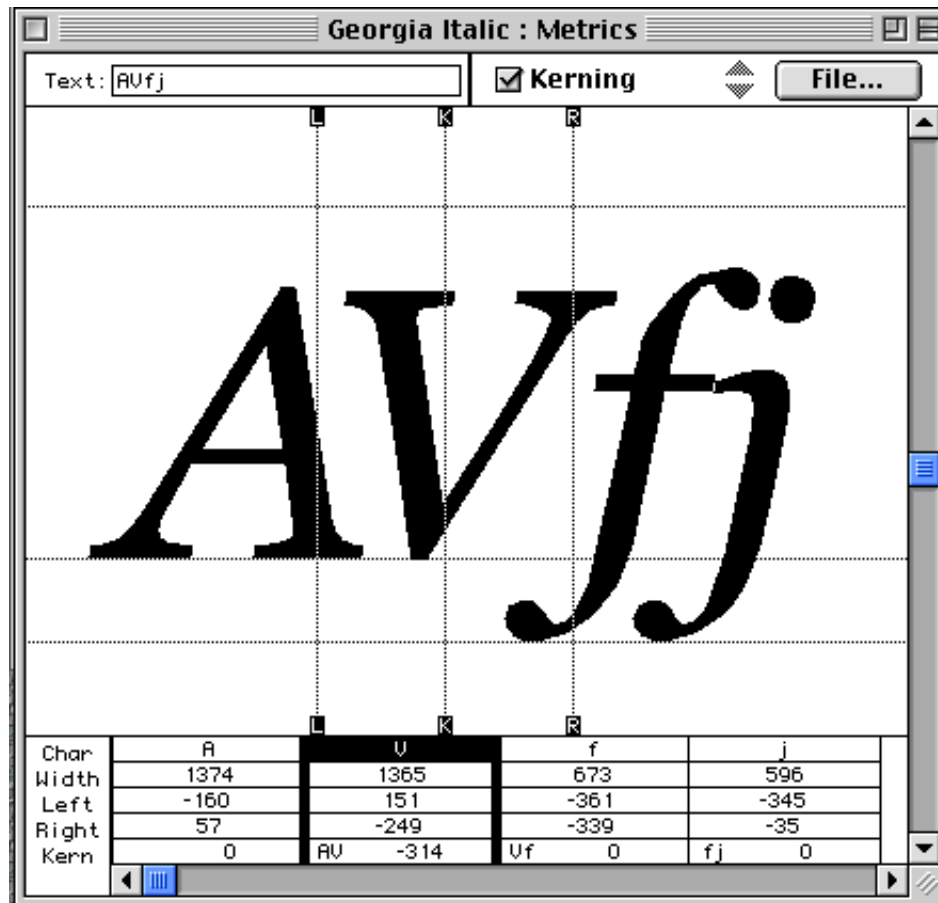 Georgia Italic : Metrics
Text: AVfj Kerning File...
L K R
AVfj
L K R
Char A V f j
Width 1374 1365 673 596
Left -160 151 -361 -345
Right 57 -249 -339 -35
Kern 0 AV -314 Vf 0 fj 0